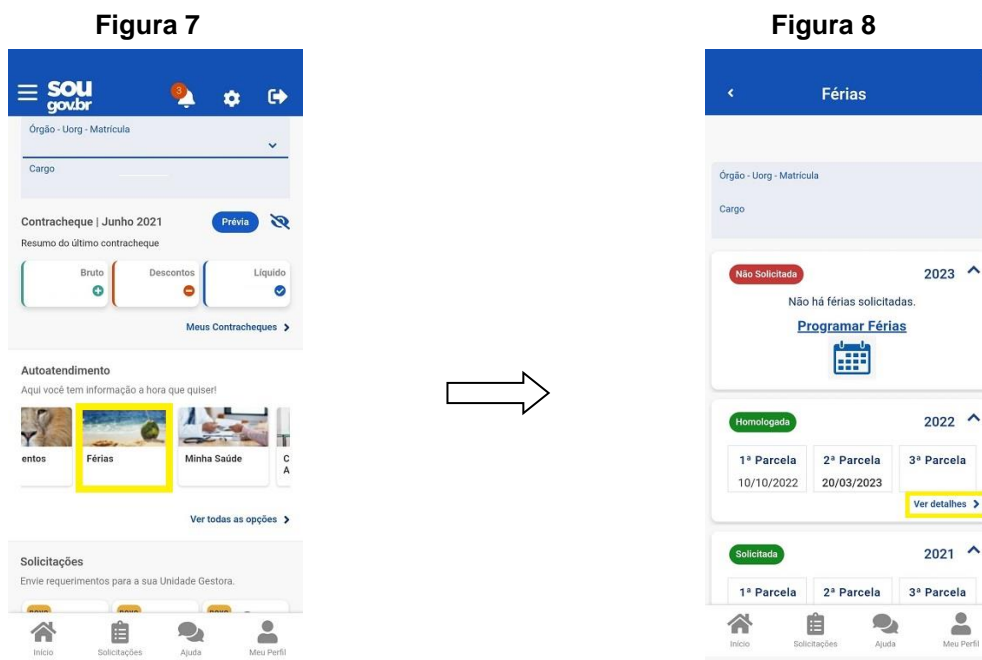 Figura 7
Figura 8
sou
gov.br
3
Órgão - Uorg - Matrícula
Cargo
Contracheque | Junho 2021
Prévia
Resumo do último contracheque
Bruto
Descontos
Líquido
Meus Contracheques
Autoatendimento
Aqui você tem informação a hora que quiser!
entos
Férias
Minha Saúde
C
A
Ver todas as opções
Solicitações
Envie requerimentos para a sua Unidade Gestora.
Início
Solicitações
Ajuda
Meu Perfil
Férias
Órgão - Uorg - Matrícula
Cargo
Não Solicitada
2023
Não há férias solicitadas.
Programar Férias
Homologada
2022
1ª Parcela
2ª Parcela
3ª Parcela
10/10/2022
20/03/2023
Ver detalhes
Solicitada
2021
1ª Parcela
2ª Parcela
3ª Parcela
Início
Solicitações
Ajuda
Meu Perfil